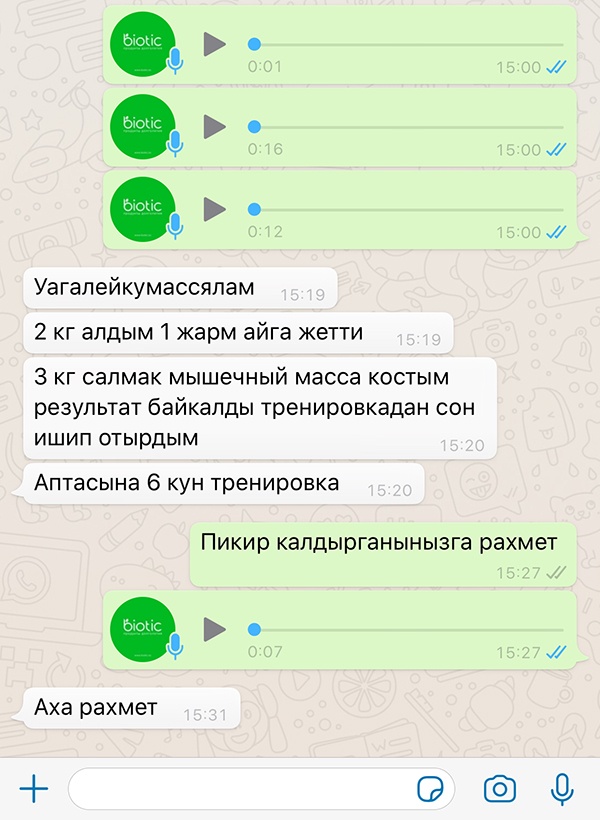 biotic
0:01
15:00
biotic
0:16
15:00
biotic
0:12
15:00
Уагалейкумассялам 15:19
2 кг алдым 1 жарм айга жетти 15:19
3 кг салмак мышечный масса костым
результат байкалды тренировкадан сон
ишип отырдым 15:20
Аптасына 6 кун тренировка 15:20
Пикир калдырганынызга рахмет
15:27
biotic
0:07
15:27
Аха рахмет 15:31